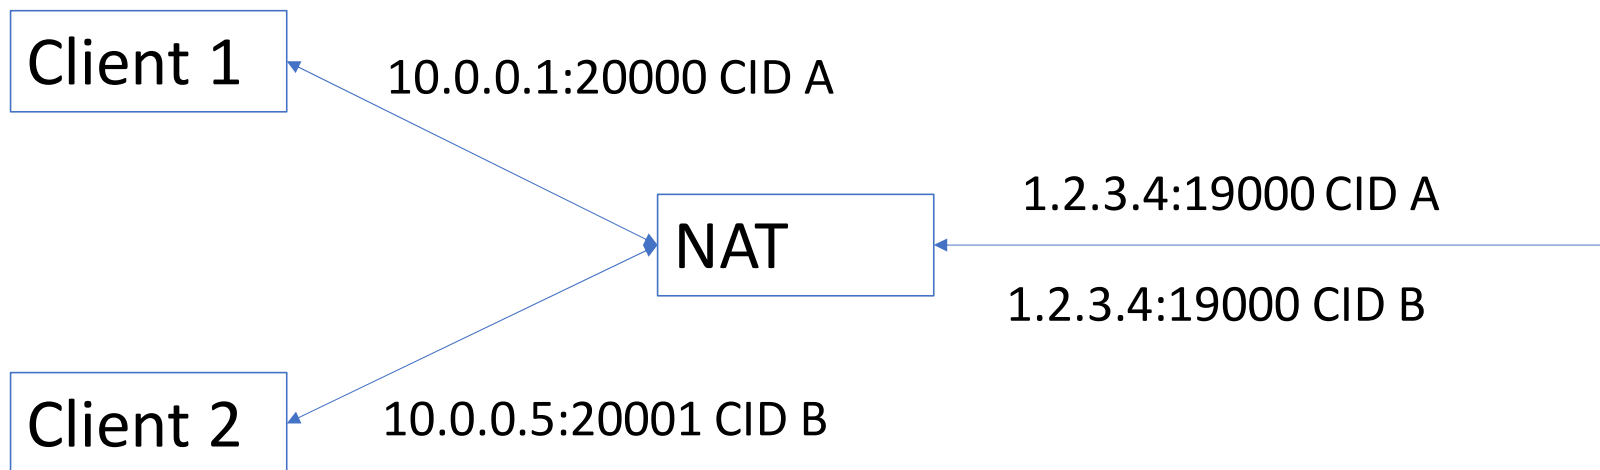 Client 1
10.0.0.1:20000 CID A
1.2.3.4:19000 CID A
NAT
1.2.3.4:19000 CID B
Client 2
10.0.0.5:20001 CID B